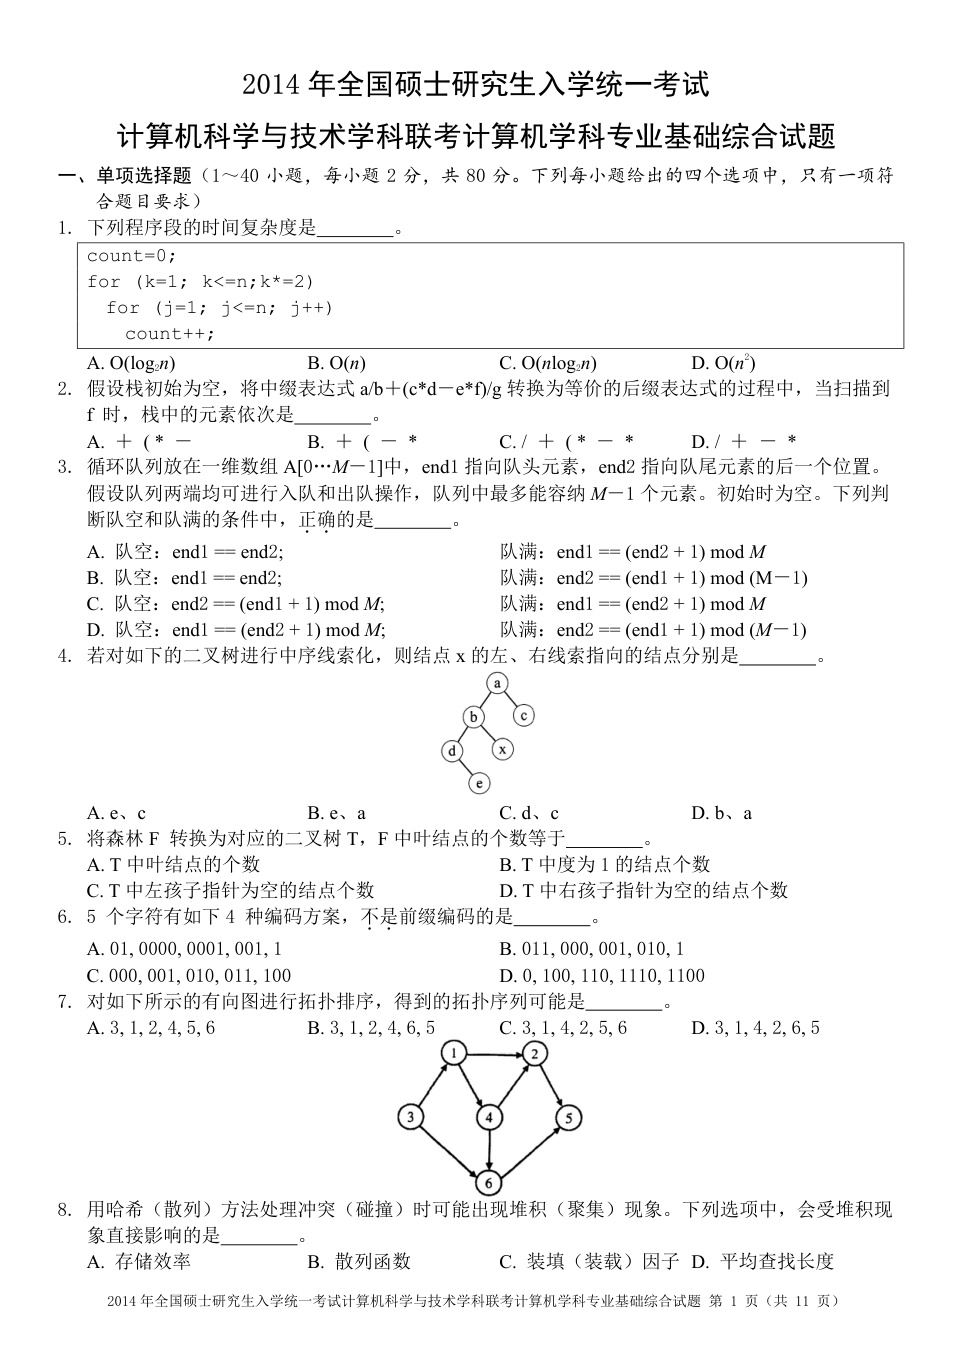 2014 年全国硕士研究生入学统一考试
计算机科学与技术学科联考计算机学科专业基础综合试题
一、单项选择题（1～40 小题，每小题 2 分，共 80 分。下列每小题给出的四个选项中，只有一项符
合题目要求）
1. 下列程序段的时间复杂度是________。
count=0;
for (k=1; k<=n;k*=2)
for (j=1; j<=n; j++)
count++;
A. O(log₂n) B. O(n) C. O(nlog₂n) D. O(n²)
2. 假设栈初始为空，将中缀表达式 a/b＋(c*d－e*f)/g 转换为等价的后缀表达式的过程中，当扫描到
f 时，栈中的元素依次是________。
A. ＋ ( * － B. ＋ ( － * C. / ＋ ( * － * D. / ＋ － *
3. 循环队列放在一维数组 A[0…M－1]中，end1 指向队头元素，end2 指向队尾元素的后一个位置。
假设队列两端均可进行入队和出队操作，队列中最多能容纳 M－1 个元素。初始时为空。下列判
断队空和队满的条件中，正确的是________。
A. 队空：end1 == end2; 队满：end1 == (end2 + 1) mod M
B. 队空：end1 == end2; 队满：end2 == (end1 + 1) mod (M－1)
C. 队空：end2 == (end1 + 1) mod M; 队满：end1 == (end2 + 1) mod M
D. 队空：end1 == (end2 + 1) mod M; 队满：end2 == (end1 + 1) mod (M－1)
4. 若对如下的二叉树进行中序线索化，则结点 x 的左、右线索指向的结点分别是________。
a
b c
d x
e
A. e、c B. e、a C. d、c D. b、a
5. 将森林 F 转换为对应的二叉树 T，F 中叶结点的个数等于________。
A. T 中叶结点的个数 B. T 中度为 1 的结点个数
C. T 中左孩子指针为空的结点个数 D. T 中右孩子指针为空的结点个数
6. 5 个字符有如下 4 种编码方案，不是前缀编码的是________。
A. 01, 0000, 0001, 001, 1 B. 011, 000, 001, 010, 1
C. 000, 001, 010, 011, 100 D. 0, 100, 110, 1110, 1100
7. 对如下所示的有向图进行拓扑排序，得到的拓扑序列可能是________。
A. 3, 1, 2, 4, 5, 6 B. 3, 1, 2, 4, 6, 5 C. 3, 1, 4, 2, 5, 6 D. 3, 1, 4, 2, 6, 5
1 2
3 4 5
6
8. 用哈希（散列）方法处理冲突（碰撞）时可能出现堆积（聚集）现象。下列选项中，会受堆积现
象直接影响的是________。
A. 存储效率 B. 散列函数 C. 装填（装载）因子 D. 平均查找长度
2014 年全国硕士研究生入学统一考试计算机科学与技术学科联考计算机学科专业基础综合试题 第 1 页（共 11 页）